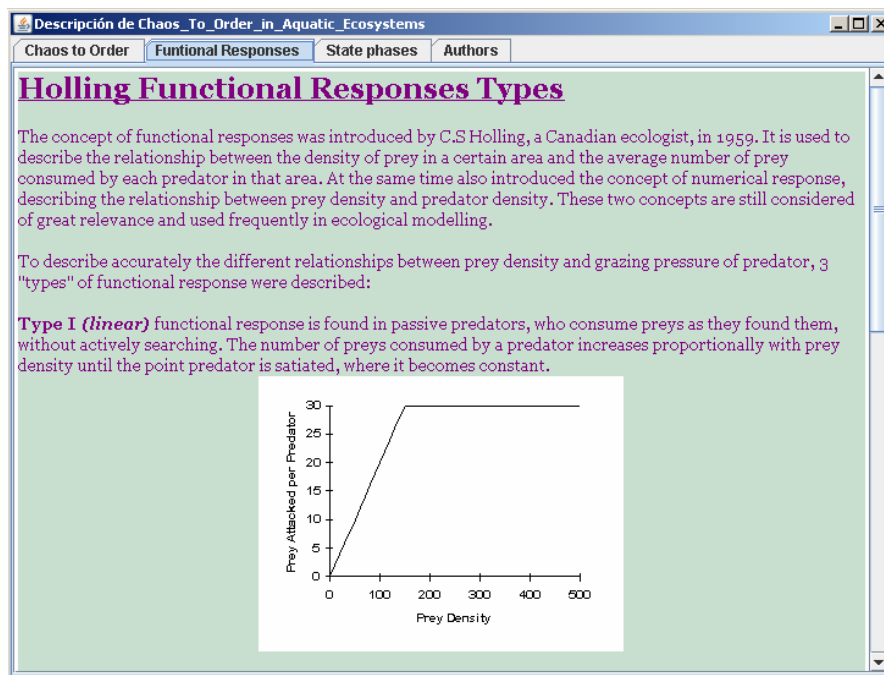 Descripción de Chaos_To_Order_in_Aquatic_Ecosystems
Chaos to Order
Funtional Responses
State phases
Authors
Holling Functional Responses Types
The concept of functional responses was introduced by C.S Holling, a Canadian ecologist, in 1959. It is used to
describe the relationship between the density of prey in a certain area and the average number of prey
consumed by each predator in that area. At the same time also introduced the concept of numerical response,
describing the relationship between prey density and predator density. These two concepts are still considered
of great relevance and used frequently in ecological modelling.
To describe accurately the different relationships between prey density and grazing pressure of predator, 3
"types" of functional response were described:
Type I (linear) functional response is found in passive predators, who consume preys as they found them,
without actively searching. The number of preys consumed by a predator increases proportionally with prey
density until the point predator is satiated, where it becomes constant.
Prey Attacked per Predator
30
25
20
15
10
5
0
0 100 200 300 400 500
Prey Density